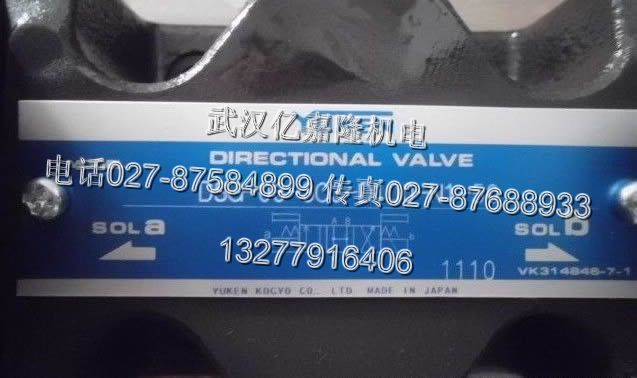 武汉亿嘉隆机电
DIRECTIONAL VALVE
电话027-87584899 传真027-87688933
SOL a
SOL b
A B
a
b
13277916406
1110
VK314846-7-1
YUKEN KOGYO CO., LTD. MADE IN JAPAN